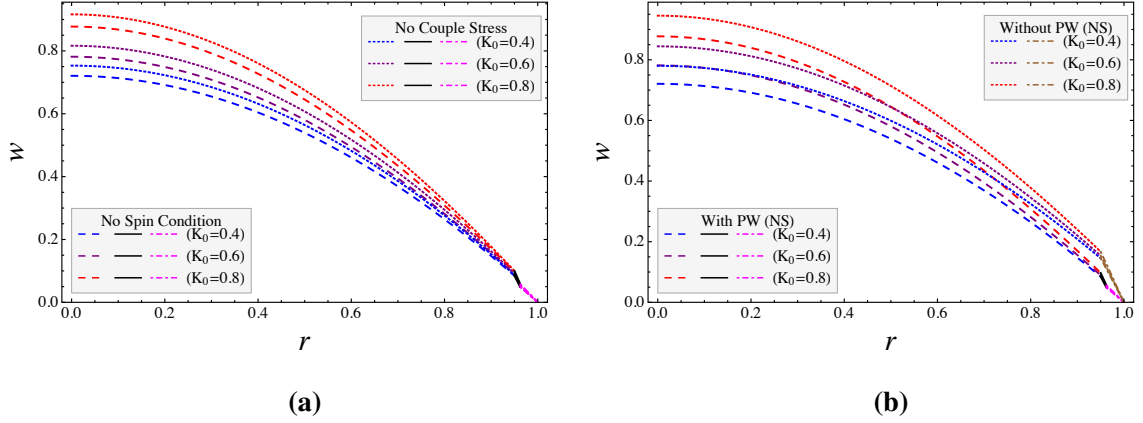 No Couple Stress
(K0=0.4)
(K0=0.6)
(K0=0.8)
No Spin Condition
(K0=0.4)
(K0=0.6)
(K0=0.8)
w
0.8
0.6
0.4
0.2
0.0
0.0 0.2 0.4 0.6 0.8 1.0
r
(a)
Without PW (NS)
(K0=0.4)
(K0=0.6)
(K0=0.8)
With PW (NS)
(K0=0.4)
(K0=0.6)
(K0=0.8)
w
0.8
0.6
0.4
0.2
0.0
0.0 0.2 0.4 0.6 0.8 1.0
r
(b)